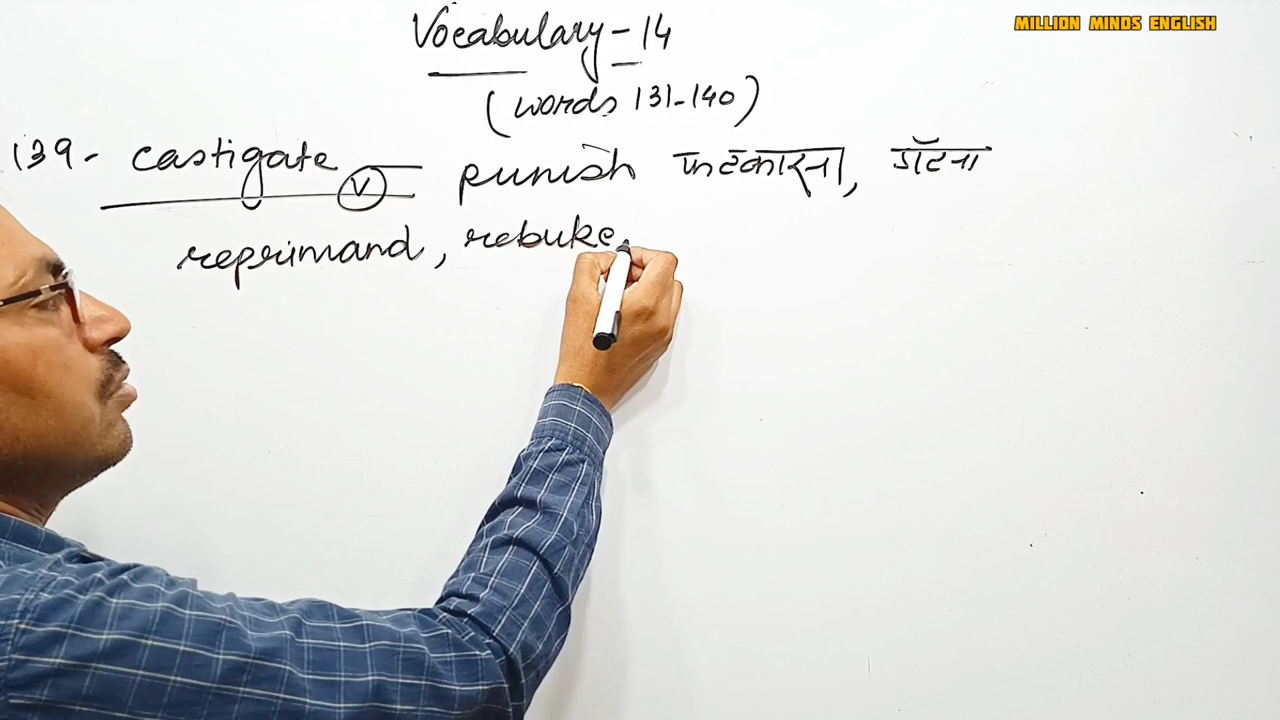 MILLION MINDS ENGLISH
Vocabulary - 14
(words 131-140)
139- castigate V punish फटकारना, डाँटना
reprimand, rebuke,